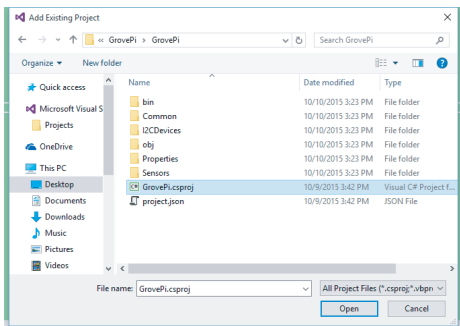 Add Existing Project
« GrovePi > GrovePi
Search GrovePi
Organize
New folder
Name
Date modified
Type
Quick access
Microsoft Visual S
Projects
OneDrive
This PC
Desktop
Documents
Downloads
Music
Pictures
Videos
bin 10/10/2015 3:23 PM File folder
Common 10/10/2015 3:23 PM File folder
I2CDevices 10/10/2015 3:23 PM File folder
obj 10/10/2015 3:23 PM File folder
Properties 10/10/2015 3:23 PM File folder
Sensors 10/10/2015 3:23 PM File folder
GrovePi.csproj 10/9/2015 3:42 PM Visual C# Project f...
project.json 10/9/2015 3:42 PM JSON File
File name: GrovePi.csproj
All Project Files (*.csproj;*.vbpro
Open
Cancel